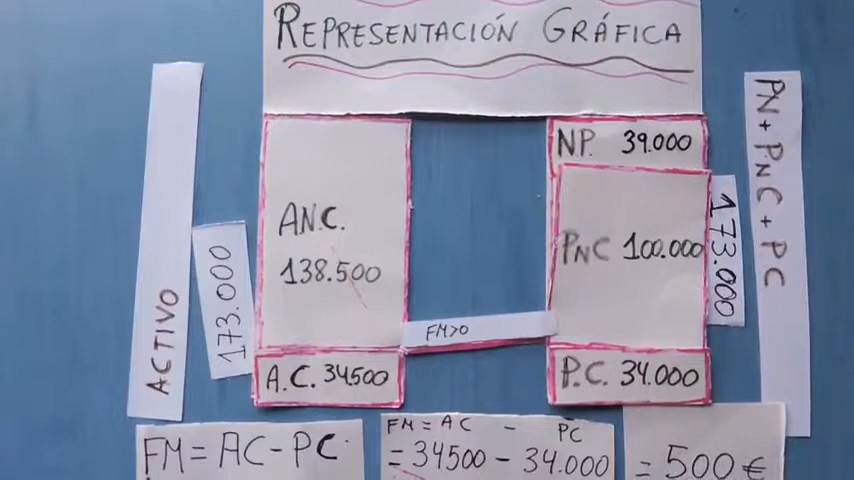 REPRESENTACIÓN GRÁFICA
ACTIVO
173.000
A.N.C.
138.500
A.C. 34500
FM>0
NP. 39.000
PNC 100.000
P.C. 34.000
173.000
PN+PNC+PC
FM= AC-PC
FM= AC - PC
=34500-34.000
=500€